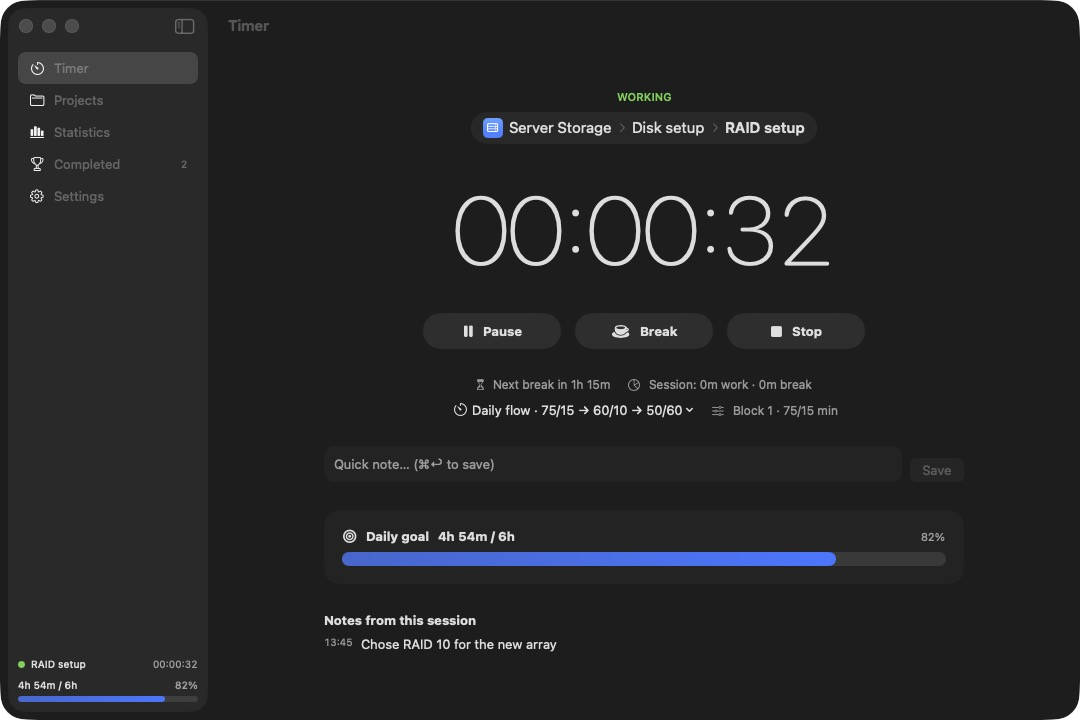 Timer
Projects
Statistics
Completed 2
Settings
RAID setup 00:00:32
4h 54m / 6h 82%
Timer
WORKING
Server Storage › Disk setup › RAID setup
00:00:32
Pause Break Stop
Next break in 1h 15m Session: 0m work · 0m break
Daily flow · 75/15 → 60/10 → 50/60 Block 1 · 75/15 min
Quick note... (⌘↩ to save) Save
Daily goal 4h 54m / 6h 82%
Notes from this session
13:45 Chose RAID 10 for the new array